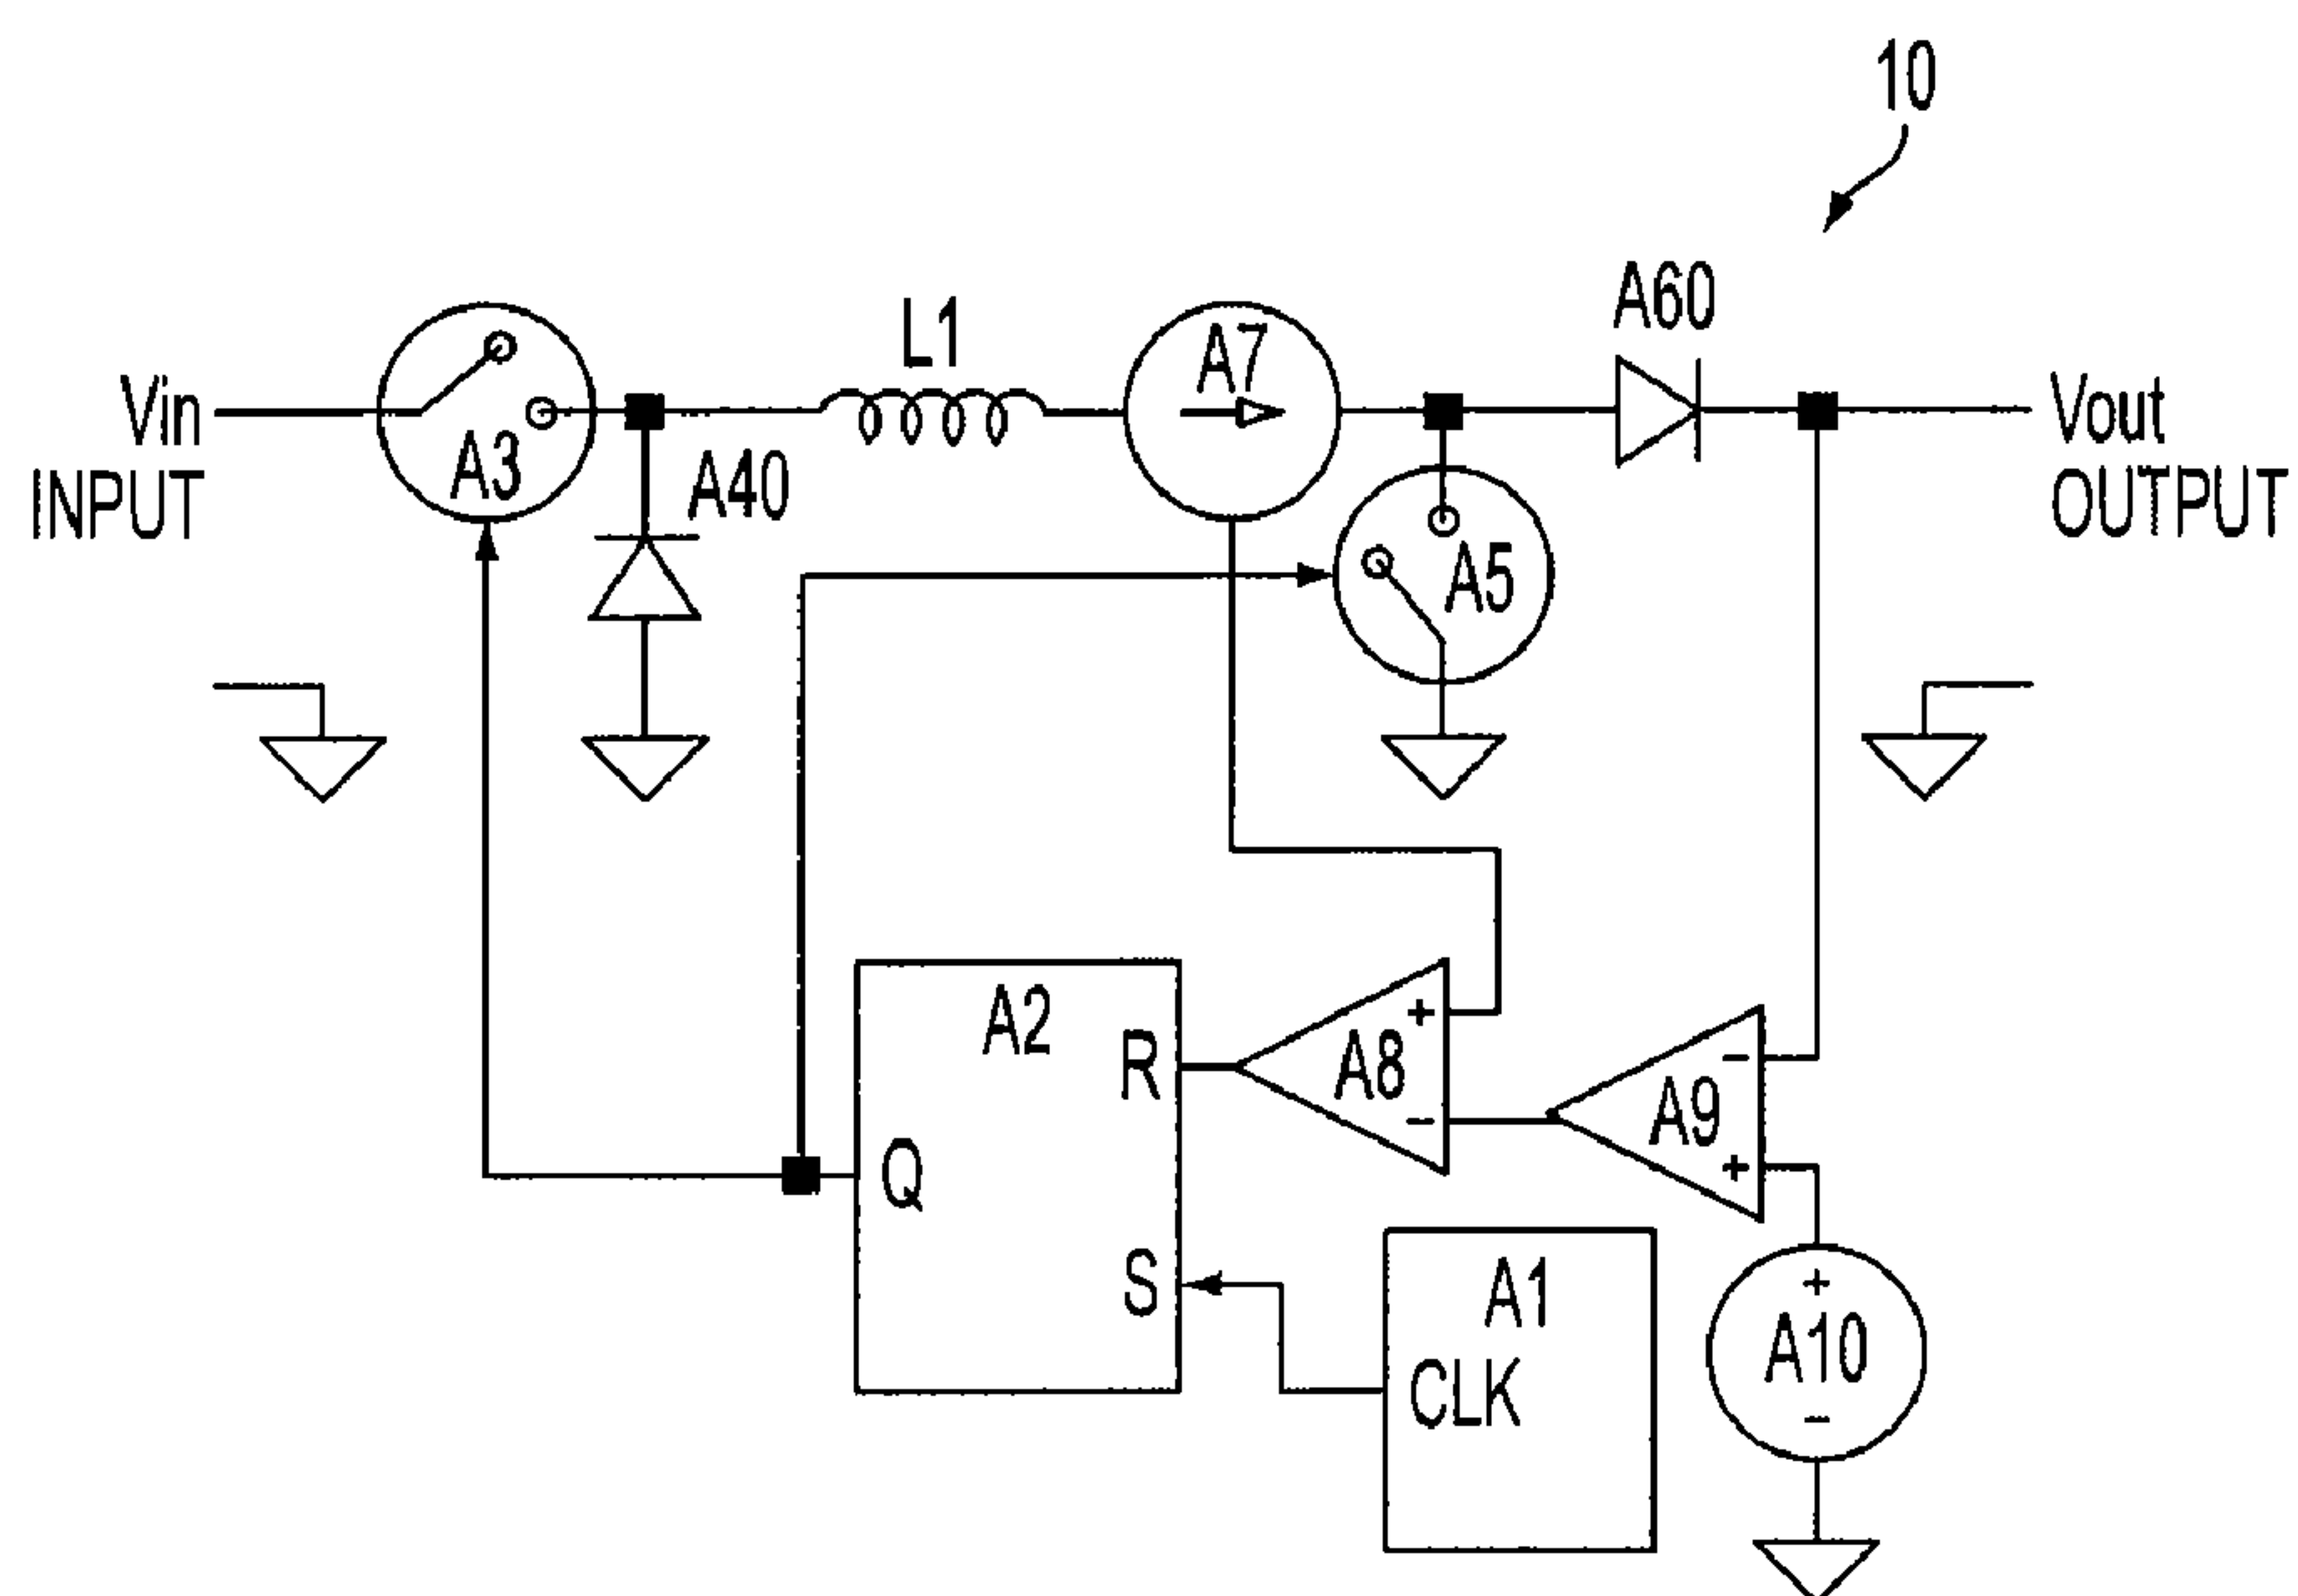 10
A60
L1
A7
Vin
INPUT
A3
A40
Vout
OUTPUT
A5
A2
R
+
A8
-
-
A9
+
Q
S
A1
CLK
+
A10
-